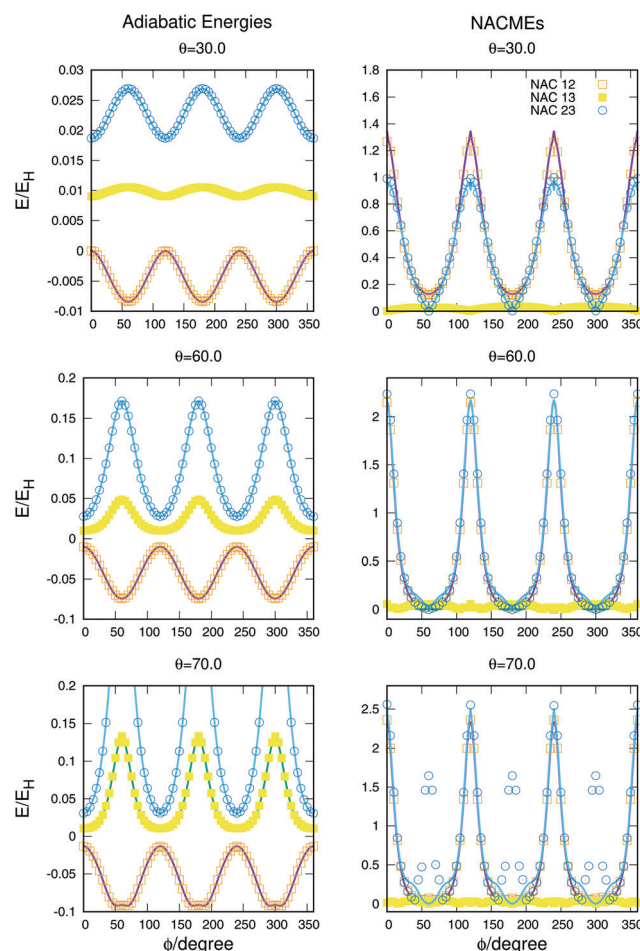 Adiabatic Energies
NACMEs
θ=30.0
θ=30.0
0.03
0.025
0.02
0.015
0.01
0.005
0
-0.005
-0.01
E/E_H
0 50 100 150 200 250 300 350
1.8
1.6
1.4
1.2
1
0.8
0.6
0.4
0.2
0
NAC 12
NAC 13
NAC 23
0 50 100 150 200 250 300 350
θ=60.0
θ=60.0
0.2
0.15
0.1
0.05
0
-0.05
-0.1
E/E_H
0 50 100 150 200 250 300 350
2
1.5
1
0.5
0
0 50 100 150 200 250 300 350
θ=70.0
θ=70.0
0.2
0.15
0.1
0.05
0
-0.05
-0.1
E/E_H
0 50 100 150 200 250 300 350
ϕ/degree
2.5
2
1.5
1
0.5
0
0 50 100 150 200 250 300 350
ϕ/degree